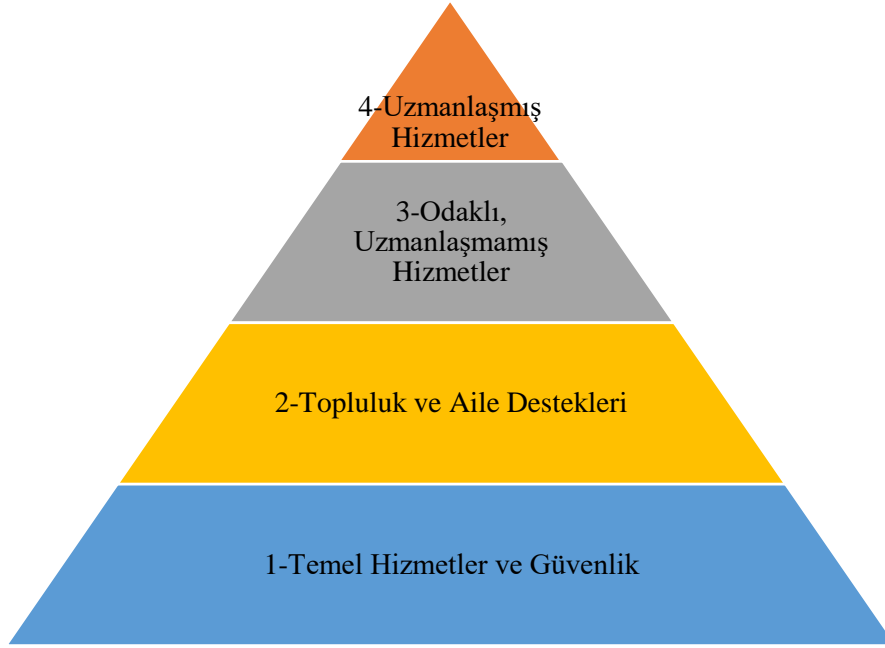 4-Uzmanlaşmış
Hizmetler
3-Odaklı,
Uzmanlaşmamış
Hizmetler
2-Topluluk ve Aile Destekleri
1-Temel Hizmetler ve Güvenlik